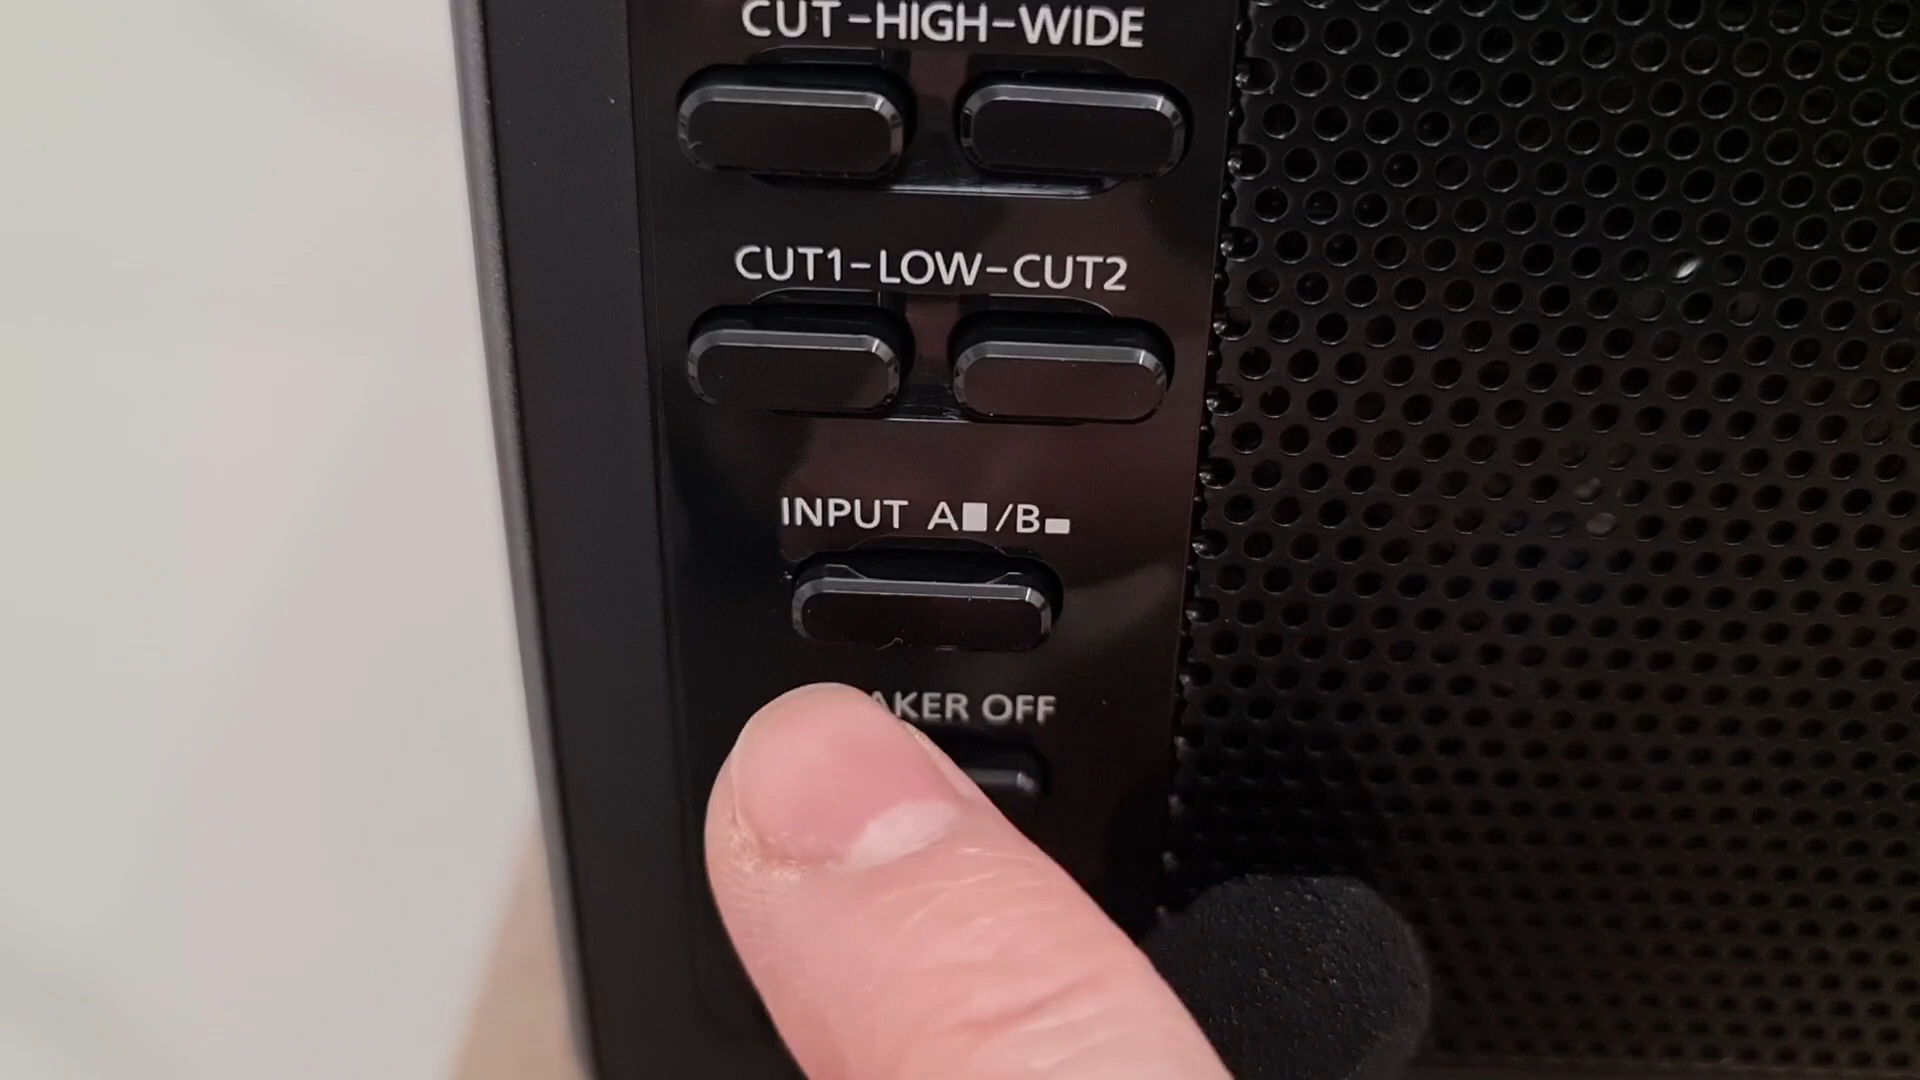 CUT-HIGH-WIDE
CUT1-LOW-CUT2
INPUT A■/B▬
AKER OFF